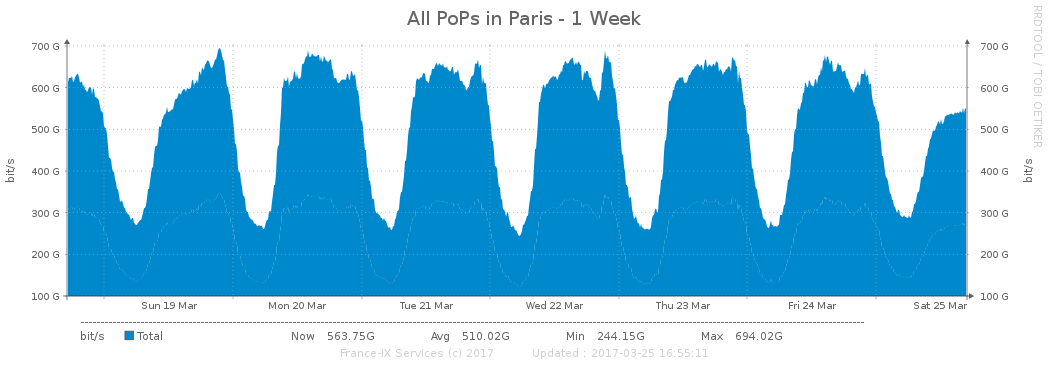 All PoPs in Paris - 1 Week
RRDTOOL / TOBI OETIKER
700 G 700 G
600 G 600 G
500 G 500 G
400 G 400 G
300 G 300 G
200 G 200 G
100 G 100 G
bit/s
bit/s
Sun 19 Mar Mon 20 Mar Tue 21 Mar Wed 22 Mar Thu 23 Mar Fri 24 Mar Sat 25 Mar
bit/s Total Now 563.75G Avg 510.02G Min 244.15G Max 694.02G
France-IX Services (c) 2017 Updated : 2017-03-25 16:55:11